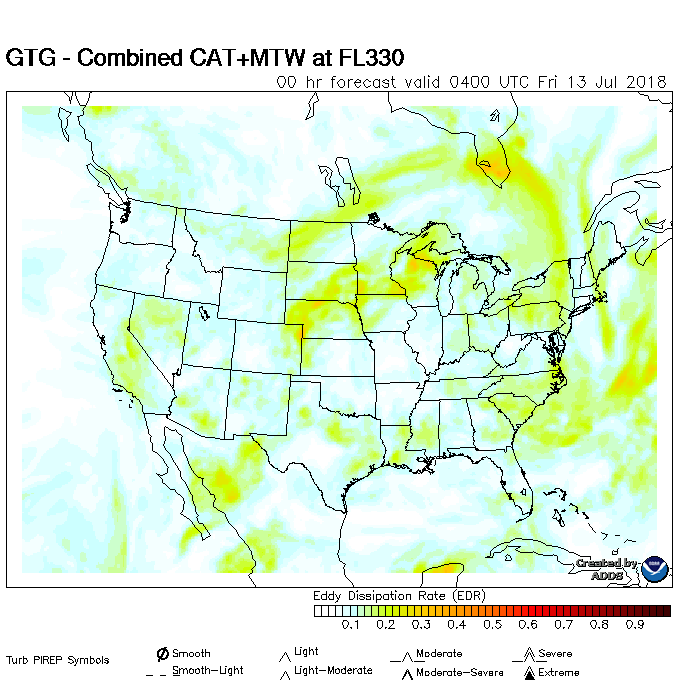 GTG - Combined CAT+MTW at FL330
00 hr forecast valid 0400 UTC Fri 13 Jul 2018
Created by
ADDS
Eddy Dissipation Rate (EDR)
0.1 0.2 0.3 0.4 0.5 0.6 0.7 0.8 0.9
Turb PIREP Symbols
Smooth Light Moderate Severe
Smooth-Light Light-Moderate Moderate-Severe Extreme